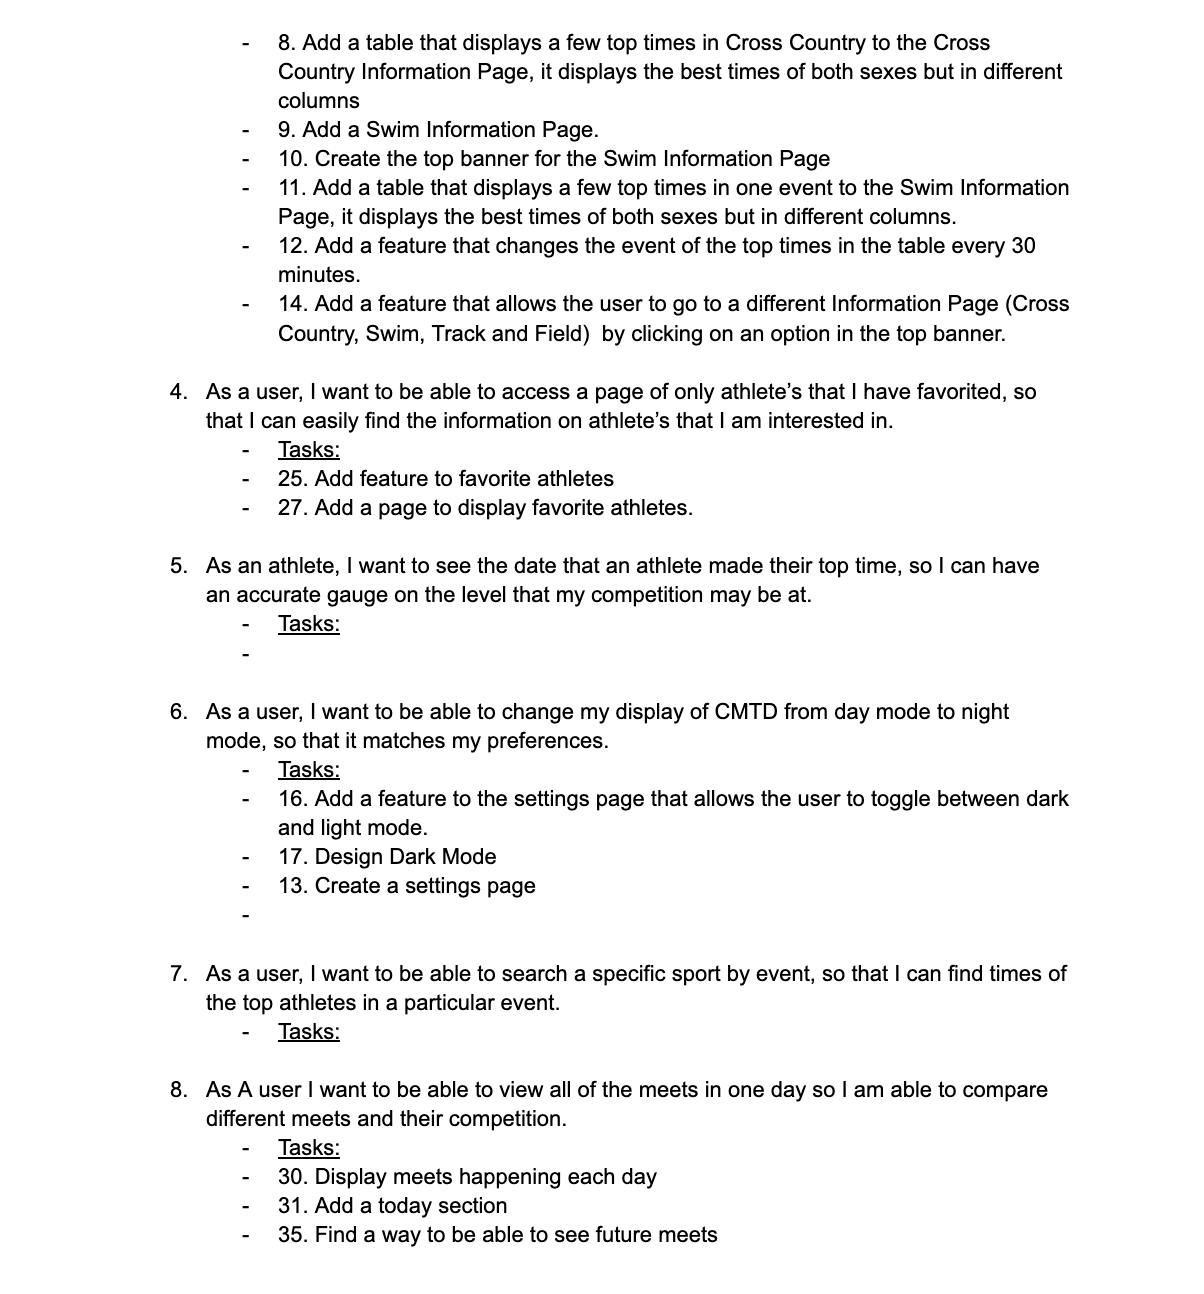 - 8. Add a table that displays a few top times in Cross Country to the Cross
Country Information Page, it displays the best times of both sexes but in different
columns
- 9. Add a Swim Information Page.
- 10. Create the top banner for the Swim Information Page
- 11. Add a table that displays a few top times in one event to the Swim Information
Page, it displays the best times of both sexes but in different columns.
- 12. Add a feature that changes the event of the top times in the table every 30
minutes.
- 14. Add a feature that allows the user to go to a different Information Page (Cross
Country, Swim, Track and Field)  by clicking on an option in the top banner.
4. As a user, I want to be able to access a page of only athlete’s that I have favorited, so
that I can easily find the information on athlete’s that I am interested in.
- Tasks:
- 25. Add feature to favorite athletes
- 27. Add a page to display favorite athletes.
5. As an athlete, I want to see the date that an athlete made their top time, so I can have
an accurate gauge on the level that my competition may be at.
- Tasks:
-
6. As a user, I want to be able to change my display of CMTD from day mode to night
mode, so that it matches my preferences.
- Tasks:
- 16. Add a feature to the settings page that allows the user to toggle between dark
and light mode.
- 17. Design Dark Mode
- 13. Create a settings page
-
7. As a user, I want to be able to search a specific sport by event, so that I can find times of
the top athletes in a particular event.
- Tasks:
8. As A user I want to be able to view all of the meets in one day so I am able to compare
different meets and their competition.
- Tasks:
- 30. Display meets happening each day
- 31. Add a today section
- 35. Find a way to be able to see future meets